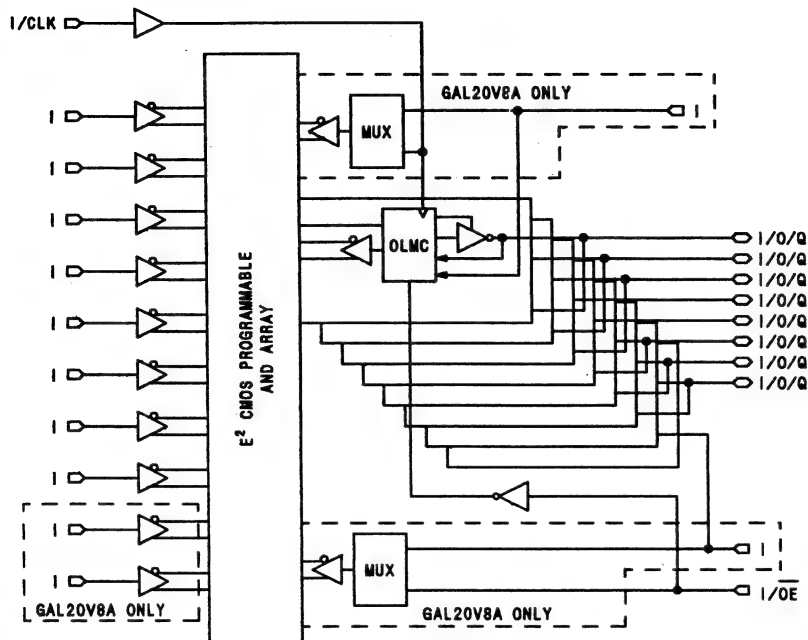 I/CLK
GAL20V8A ONLY
I
I
MUX
I
I
OLMC
I/O/Q
I/O/Q
I
I/O/Q
I/O/Q
I
I/O/Q
I/O/Q
I
I/O/Q
I/O/Q
I
I
E² CMOS PROGRAMMABLE
AND ARRAY
I
I
I
MUX
I
I/OE
GAL20V8A ONLY
GAL20V8A ONLY